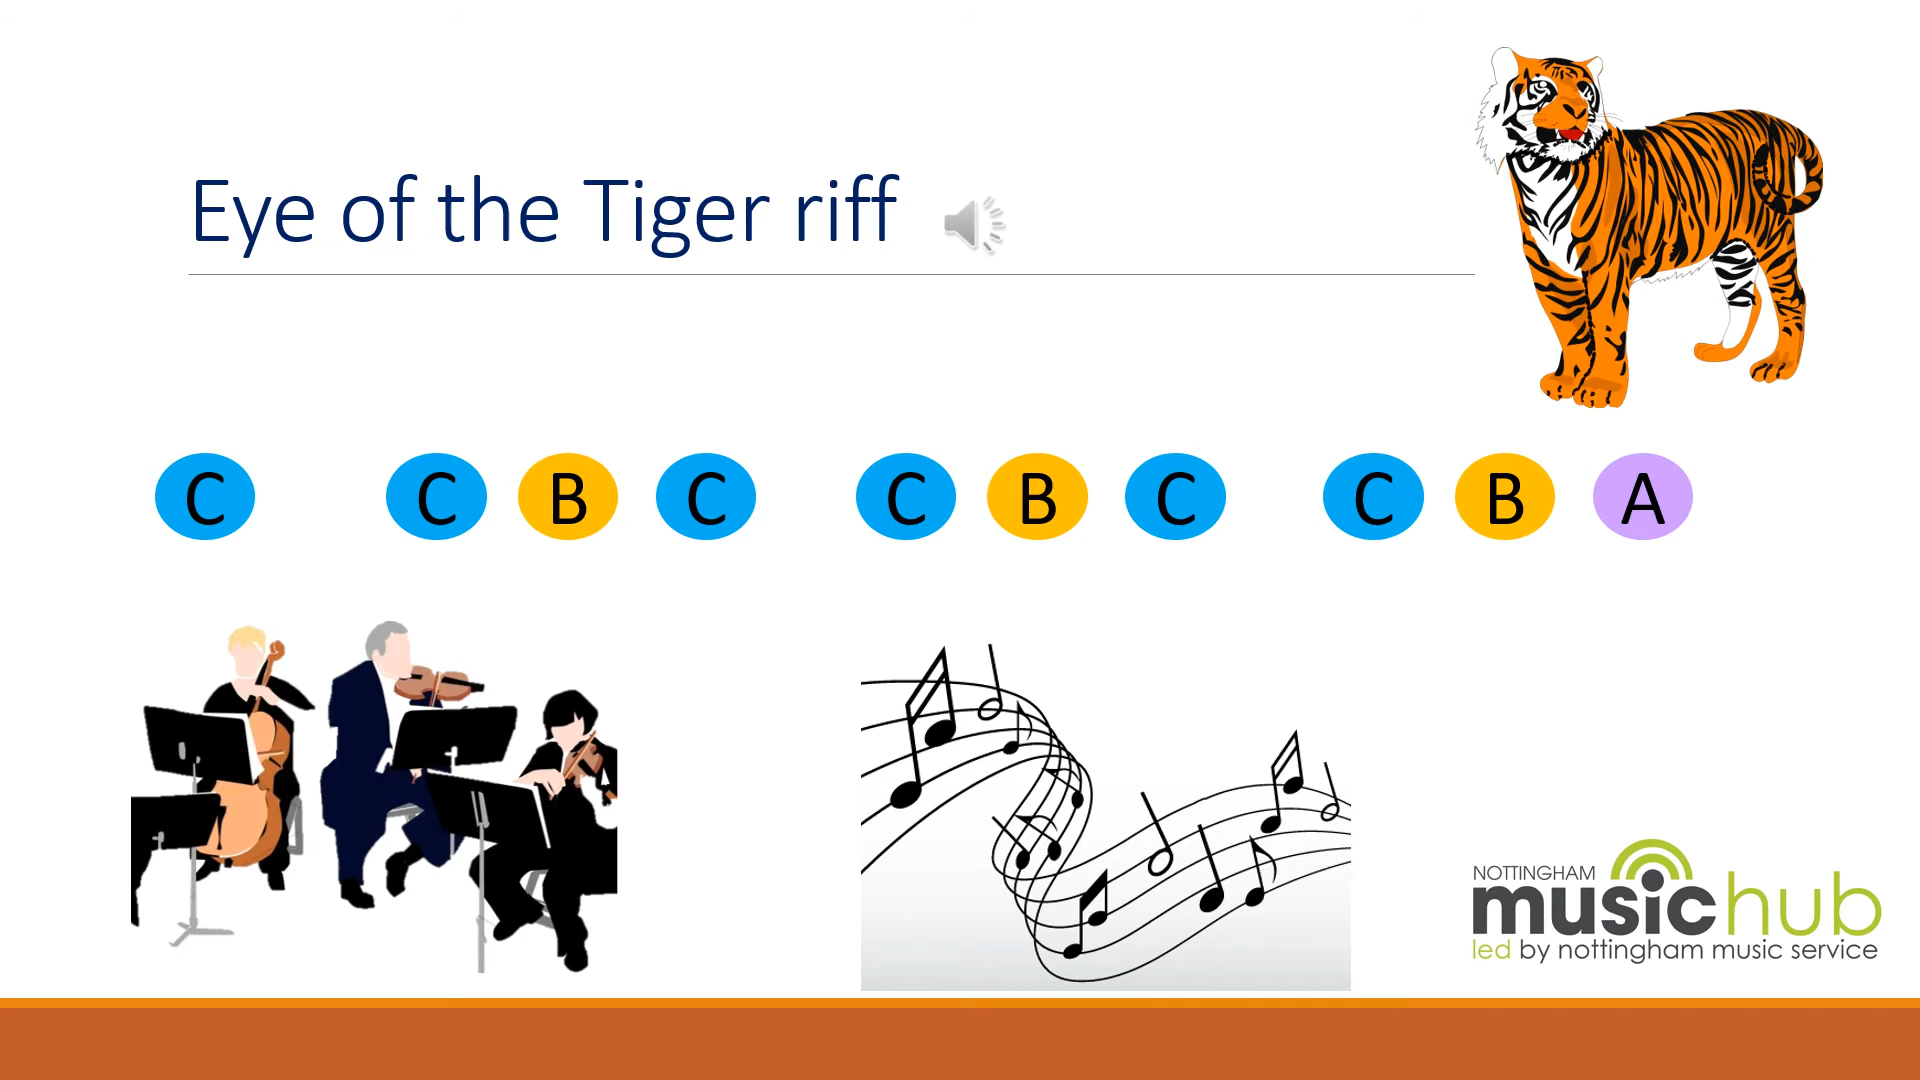 Eye of the Tiger riff
C C B C C B C C B A
NOTTINGHAM
musichub
led by nottingham music service